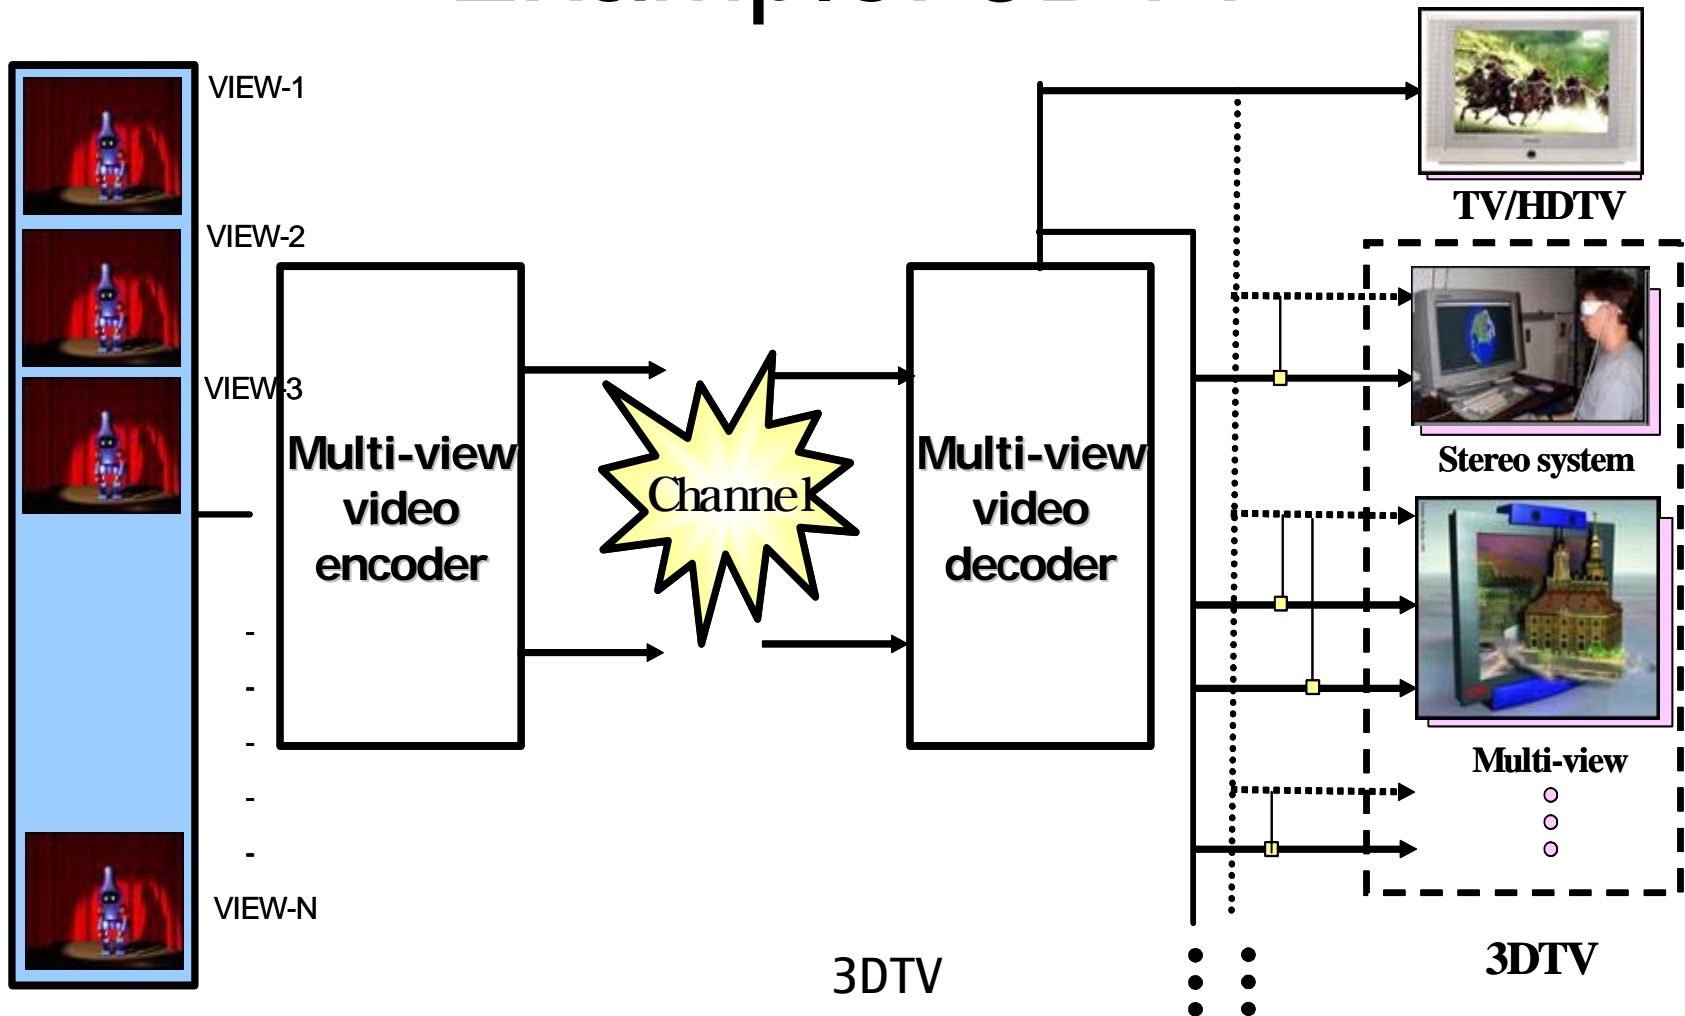 VIEW-1
VIEW-2
VIEW-3
VIEW-N
Multi-view
video
encoder
Channel
Multi-view
video
decoder
TV/HDTV
Stereo system
Multi-view
3DTV
3DTV